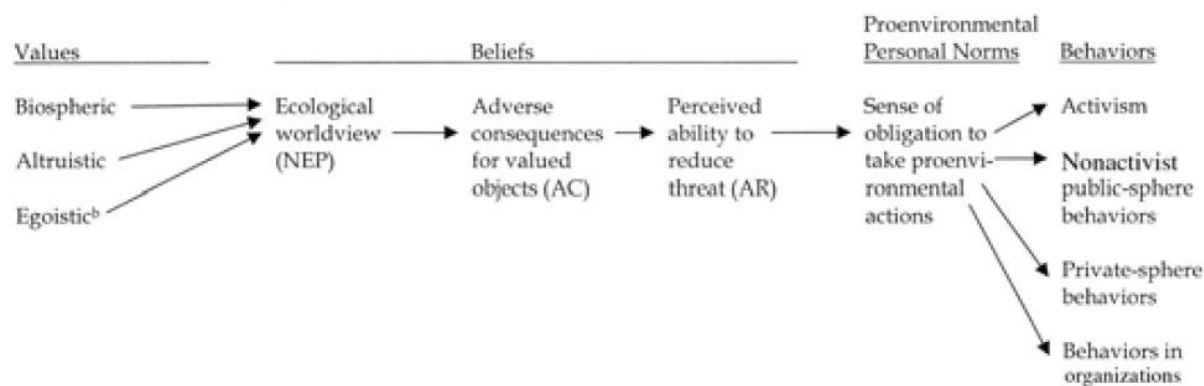 Proenvironmental
Values Beliefs Personal Norms Behaviors
Biospheric
Altruistic
Egoisticᵇ
Ecological
worldview
(NEP)
Adverse
consequences
for valued
objects (AC)
Perceived
ability to
reduce
threat (AR)
Sense of
obligation to
take proenvi-
ronmental
actions
Activism
Nonactivist
public-sphere
behaviors
Private-sphere
behaviors
Behaviors in
organizations